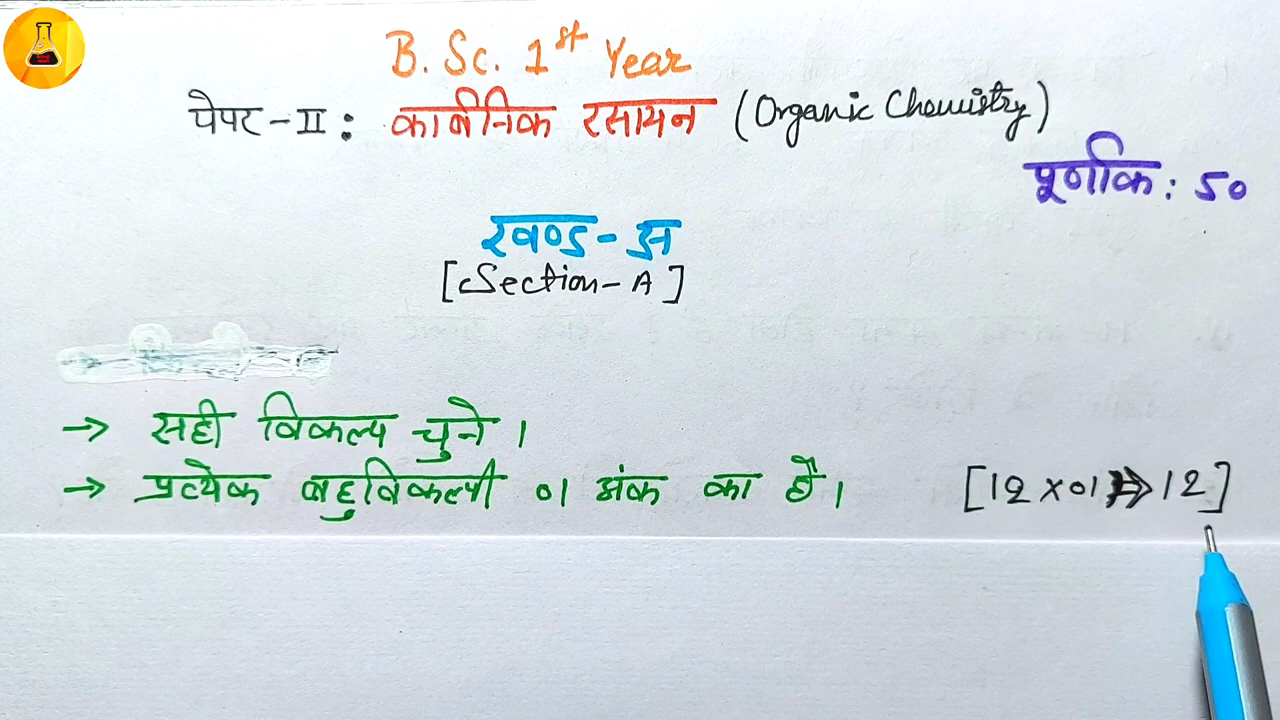 B.Sc. 1st Year
पेपर-II: कार्बनिक रसायन (Organic Chemistry)
पूर्णांक: 50
खण्ड-अ
[Section-A]
→ सही विकल्प चुने।
→ प्रत्येक बहुविकल्पी 01 अंक का है। [12 x 01 ⇒ 12]